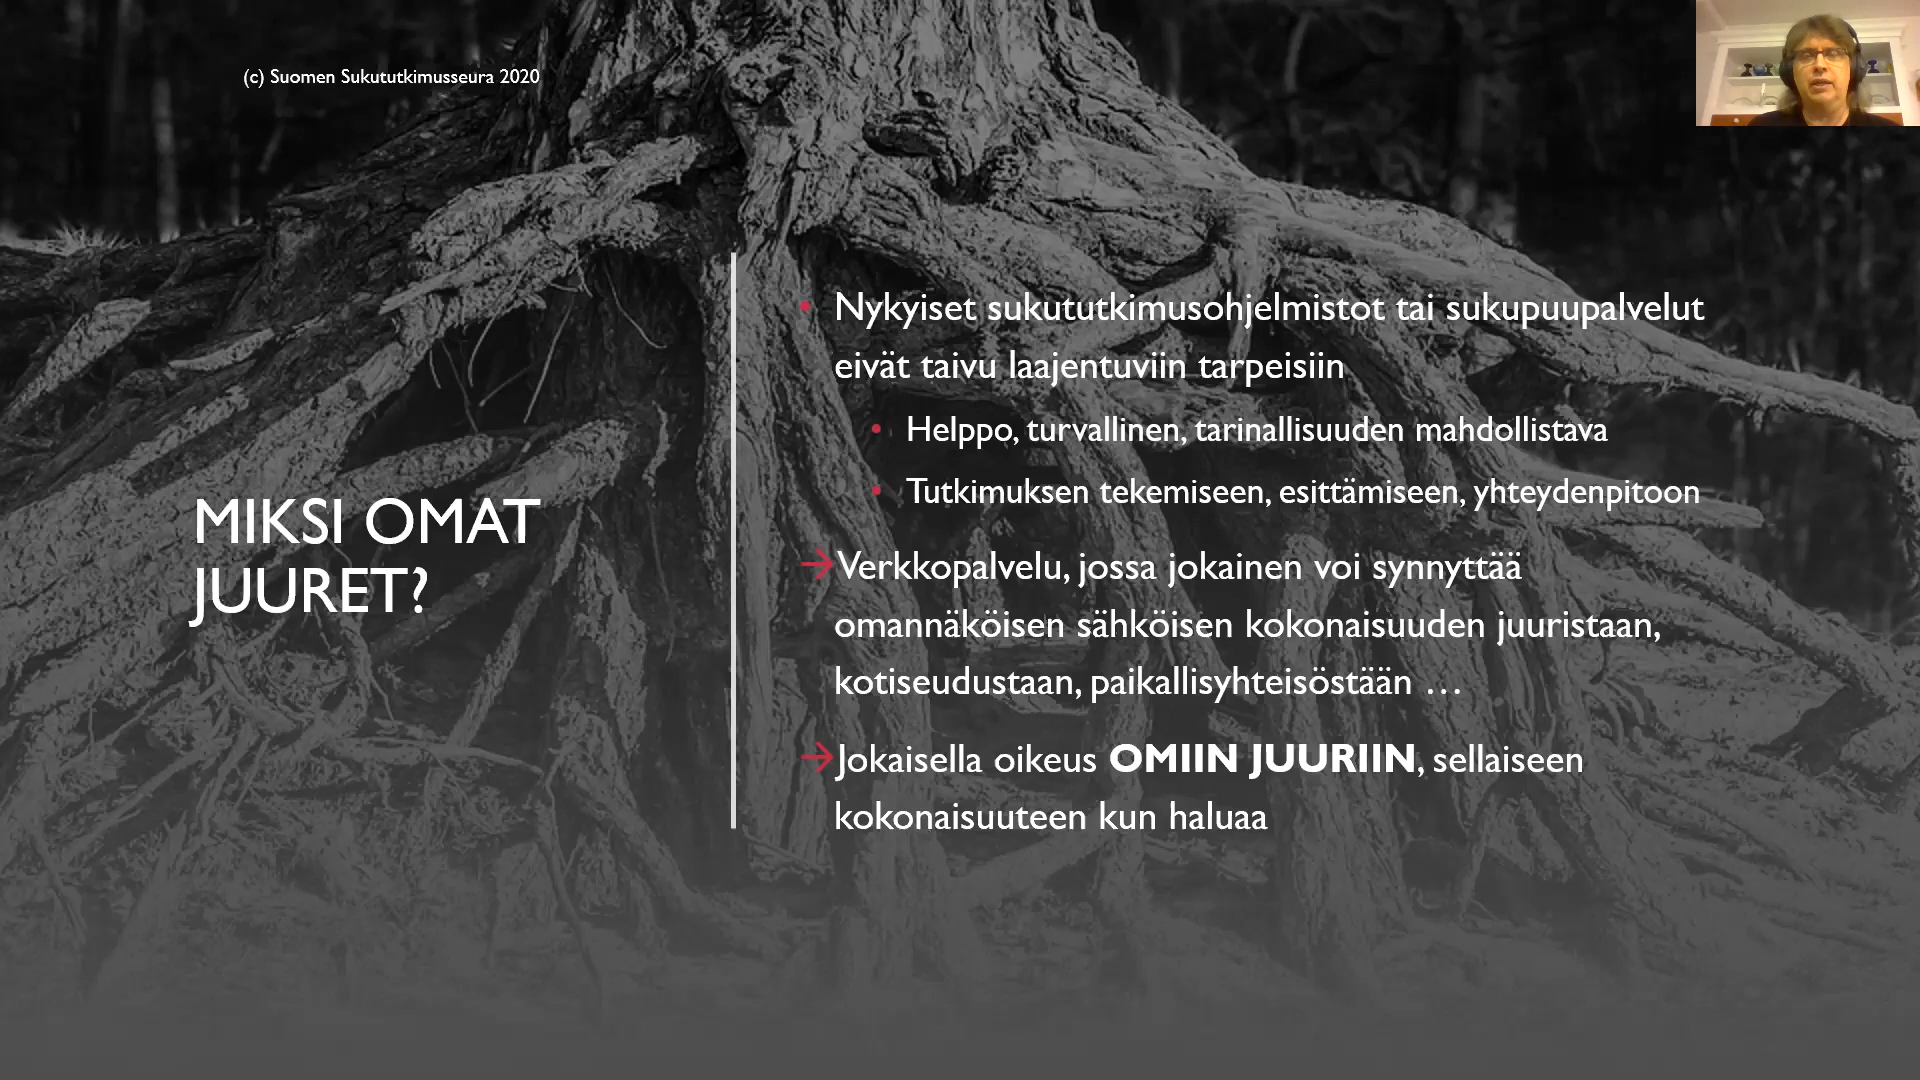 (c) Suomen Sukututkimusseura 2020
MIKSI OMAT
JUURET?
• Nykyiset sukututkimusohjelmistot tai sukupuupalvelut
eivät taivu laajentuviin tarpeisiin
• Helppo, turvallinen, tarinallisuuden mahdollistava
• Tutkimuksen tekemiseen, esittämiseen, yhteydenpitoon
→ Verkkopalvelu, jossa jokainen voi synnyttää
omannäköisen sähköisen kokonaisuuden juuristaan,
kotiseudustaan, paikallisyhteisöstään …
→ Jokaisella oikeus OMIIN JUURIIN, sellaiseen
kokonaisuuteen kun haluaa